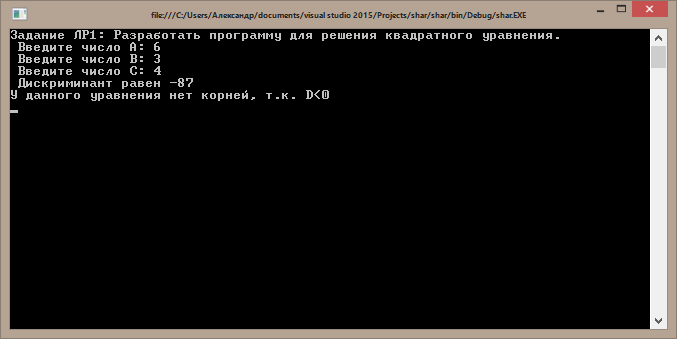 file:///C:/Users/Александр/documents/visual studio 2015/Projects/shar/shar/bin/Debug/shar.EXE
Задание ЛР1: Разработать программу для решения квадратного уравнения.
Введите число A: 6
Введите число B: 3
Введите число C: 4
Дискриминант равен -87
У данного уравнения нет корней, т.к. D<0